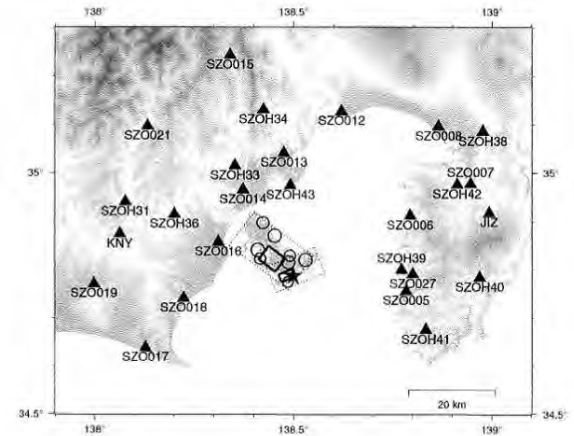 138° 138.5° 139°
SZO015
SZOH34 SZO012
SZO021 SZO008 SZOH38
SZO013
35° 35°
SZOH33 SZO007
SZO014 SZOH43 SZOH42
SZOH31 SZOH36 SZO006 JIZ
KNY SZO016
SZOH39
SZO019 SZO027 SZOH40
SZO018 SZO005
SZO017 SZOH41
20 km
34.5° 34.5°
138° 138.5° 139°